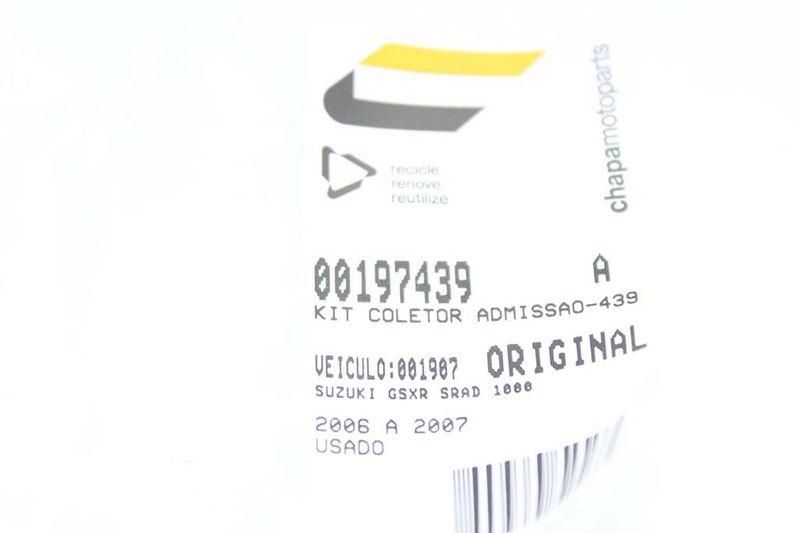 chapamotoparts
recicle
renove
reutilize
00197439 A
KIT COLETOR ADMISSAO-439
VEICULO:001907 ORIGINAL
SUZUKI GSXR SRAD 1000
2006 A 2007
USADO